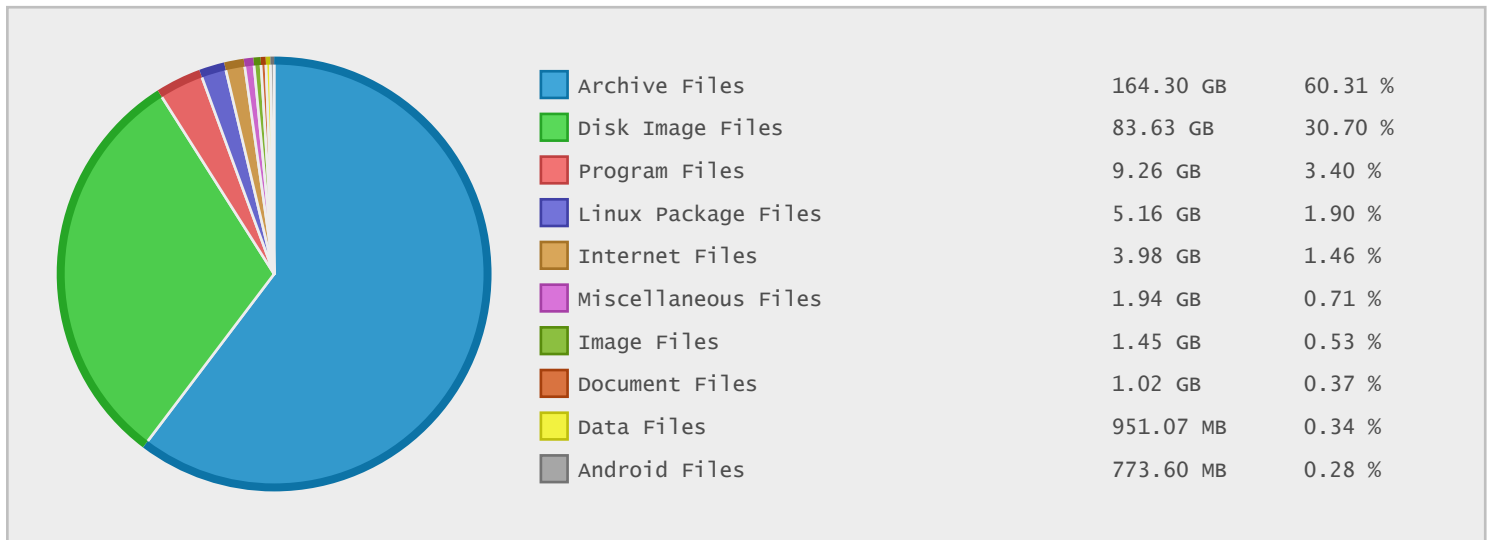 Archive Files 164.30 GB 60.31 %
Disk Image Files 83.63 GB 30.70 %
Program Files 9.26 GB 3.40 %
Linux Package Files 5.16 GB 1.90 %
Internet Files 3.98 GB 1.46 %
Miscellaneous Files 1.94 GB 0.71 %
Image Files 1.45 GB 0.53 %
Document Files 1.02 GB 0.37 %
Data Files 951.07 MB 0.34 %
Android Files 773.60 MB 0.28 %